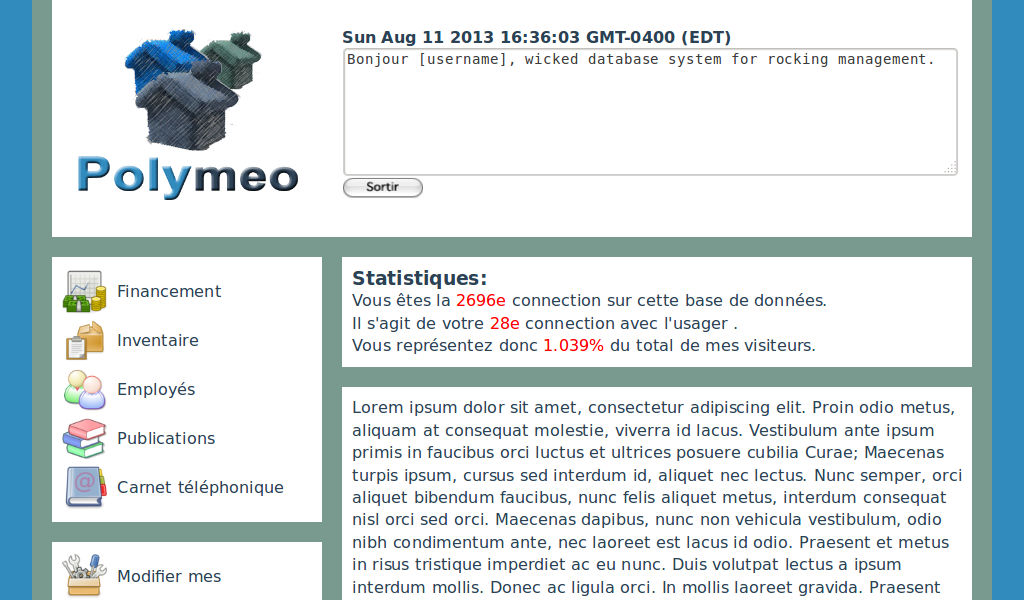 Polymeo
Sun Aug 11 2013 16:36:03 GMT-0400 (EDT)
Bonjour [username], wicked database system for rocking management.
Sortir
Financement
Inventaire
Employés
Publications
Carnet téléphonique
Modifier mes
Statistiques:
Vous êtes la 2696e connection sur cette base de données.
Il s'agit de votre 28e connection avec l'usager .
Vous représentez donc 1.039% du total de mes visiteurs.
Lorem ipsum dolor sit amet, consectetur adipiscing elit. Proin odio metus,
aliquam at consequat molestie, viverra id lacus. Vestibulum ante ipsum
primis in faucibus orci luctus et ultrices posuere cubilia Curae; Maecenas
turpis ipsum, cursus sed interdum id, aliquet nec lectus. Nunc semper, orci
aliquet bibendum faucibus, nunc felis aliquet metus, interdum consequat
nisl orci sed orci. Maecenas dapibus, nunc non vehicula vestibulum, odio
nibh condimentum ante, nec laoreet est lacus id odio. Praesent et metus
in risus tristique imperdiet ac eu nunc. Duis volutpat lectus a ipsum
interdum mollis. Donec ac ligula orci. In mollis laoreet gravida. Praesent